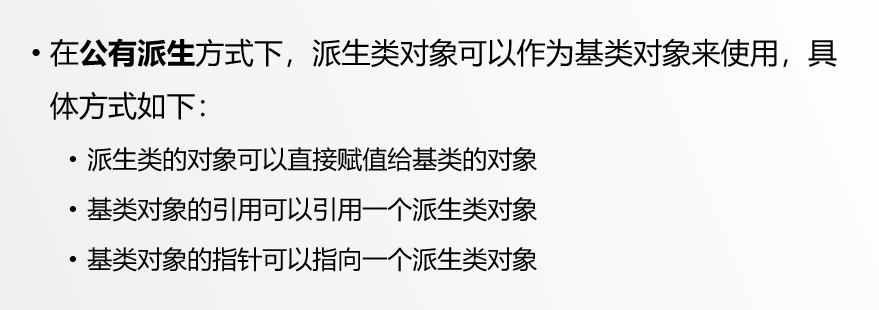 • 在公有派生方式下，派生类对象可以作为基类对象来使用，具
体方式如下：
• 派生类的对象可以直接赋值给基类的对象
• 基类对象的引用可以引用一个派生类对象
• 基类对象的指针可以指向一个派生类对象